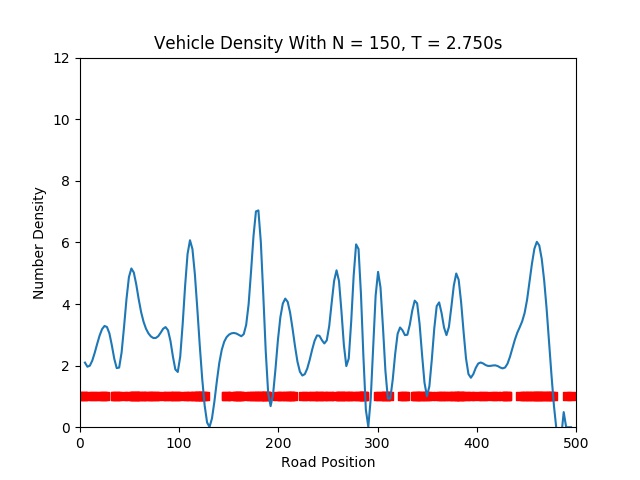 Vehicle Density With N = 150, T = 2.750s
12
10
8
6
4
2
0
Number Density
0 100 200 300 400 500
Road Position